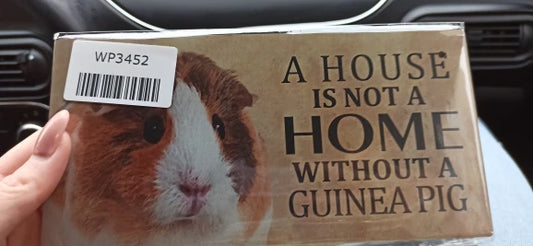 WP3452
A HOUSE
IS NOT A
HOME
WITHOUT A
GUINEA PIG